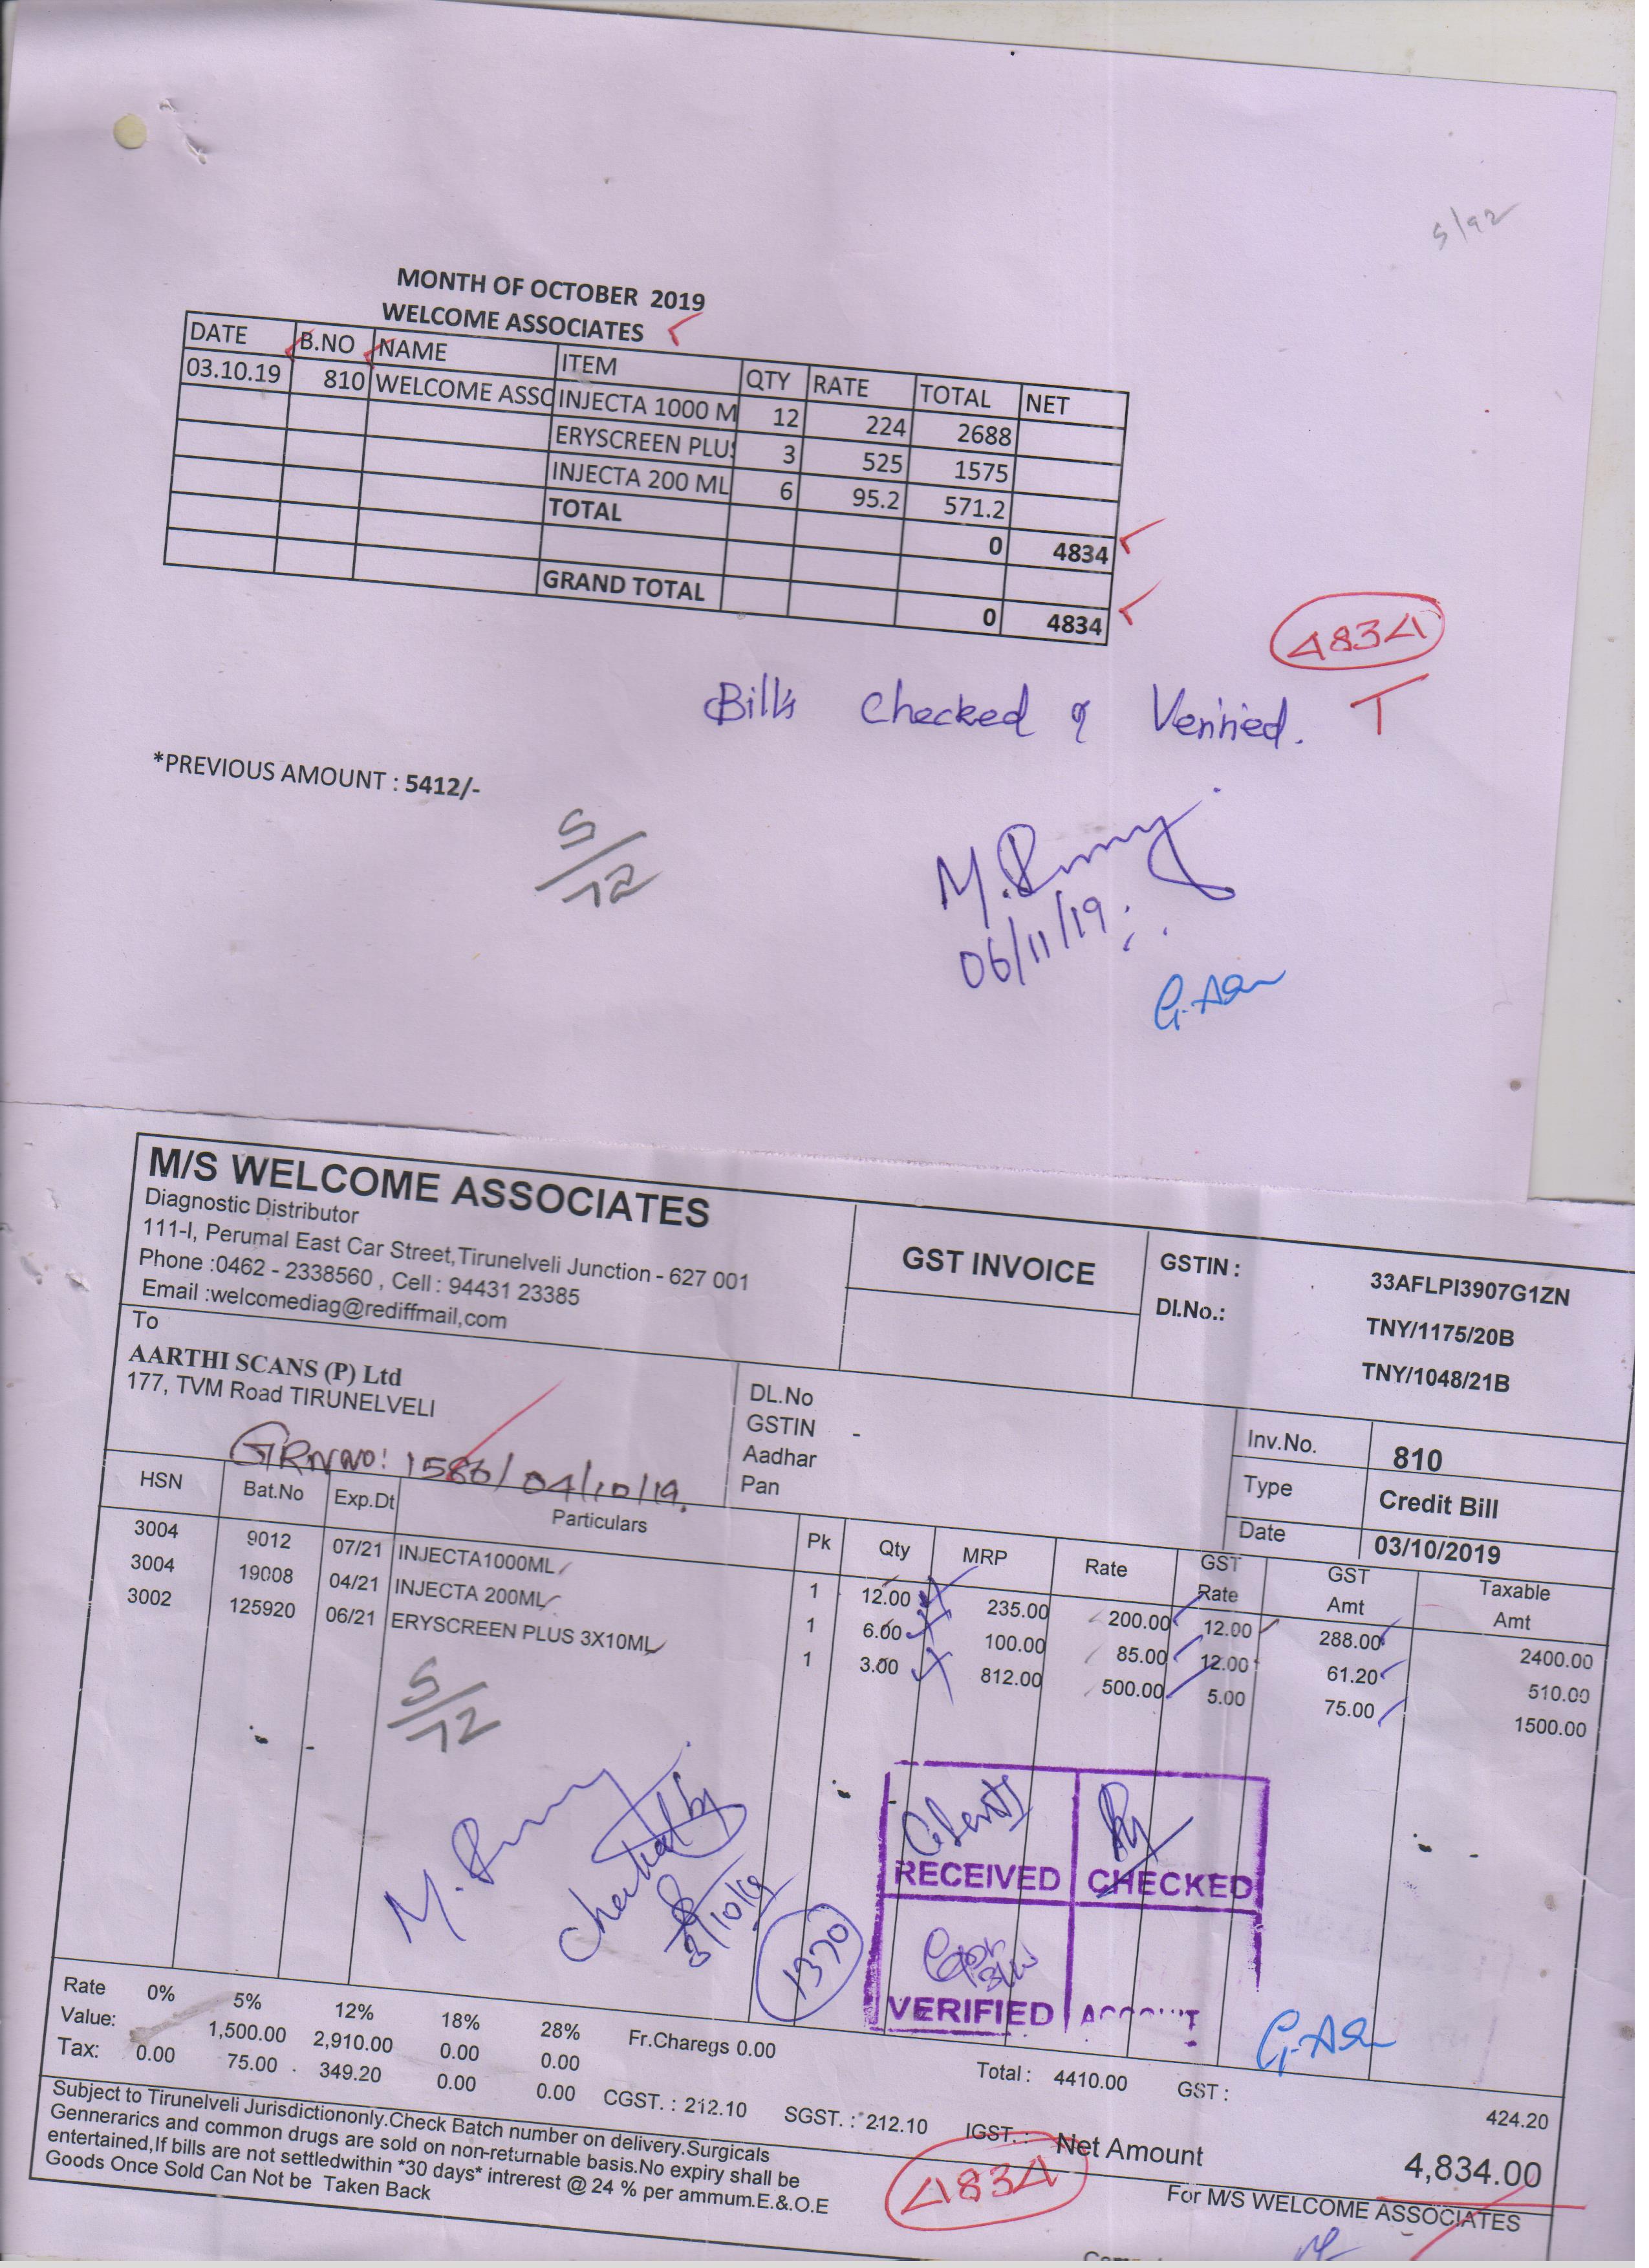 5/92
MONTH OF OCTOBER 2019
WELCOME ASSOCIATES
DATE B.NO NAME ITEM QTY RATE TOTAL NET
03.10.19 810 WELCOME ASSO INJECTA 1000 M 12 224 2688
ERYSCREEN PLUS 3 525 1575
INJECTA 200 ML 6 95.2 571.2
TOTAL 0 4834
GRAND TOTAL 0 4834
4834
Bills Checked & Verified. T
*PREVIOUS AMOUNT : 5412/-
5/12
06/11/19
M/S WELCOME ASSOCIATES
Diagnostic Distributor
111-I, Perumal East Car Street,Tirunelveli Junction - 627 001
Phone :0462 - 2338560 , Cell : 94431 23385
Email :welcomediag@rediffmail,com
GST INVOICE
GSTIN : 33AFLPI3907G1ZN
Dl.No.: TNY/1175/20B
TNY/1048/21B
To
AARTHI SCANS (P) Ltd
177, TVM Road TIRUNELVELI
GRN NO: 1586/04/10/19.
DL.No
GSTIN -
Aadhar
Pan
Inv.No. 810
Type Credit Bill
Date 03/10/2019
HSN Bat.No Exp.Dt Particulars Pk Qty MRP Rate GST Rate GST Amt Taxable Amt
3004 9012 07/21 INJECTA1000ML 1 12.00 235.00 200.00 12.00 288.00 2400.00
3004 19008 04/21 INJECTA 200ML 1 6.00 100.00 85.00 12.00 61.20 510.00
3002 125920 06/21 ERYSCREEN PLUS 3X10ML 1 3.00 812.00 500.00 5.00 75.00 1500.00
5/12
checked by
3/10/19
1370
RECEIVED CHECKED
VERIFIED
Rate 0% 5% 12% 18% 28% Fr.Charegs 0.00
Value: 1,500.00 2,910.00 0.00 0.00
Tax: 0.00 75.00 349.20 0.00 0.00
CGST. : 212.10 SGST. : 212.10 IGST. :
Total : 4410.00 GST : 424.20
Net Amount 4,834.00
4834
Subject to Tirunelveli Jurisdictiononly.Check Batch number on delivery.Surgicals
Gennerarics and common drugs are sold on non-returnable basis.No expiry shall be
entertained,If bills are not settledwithin *30 days* intrerest @ 24 % per ammum.E.&.O.E
Goods Once Sold Can Not be Taken Back
For M/S WELCOME ASSOCIATES